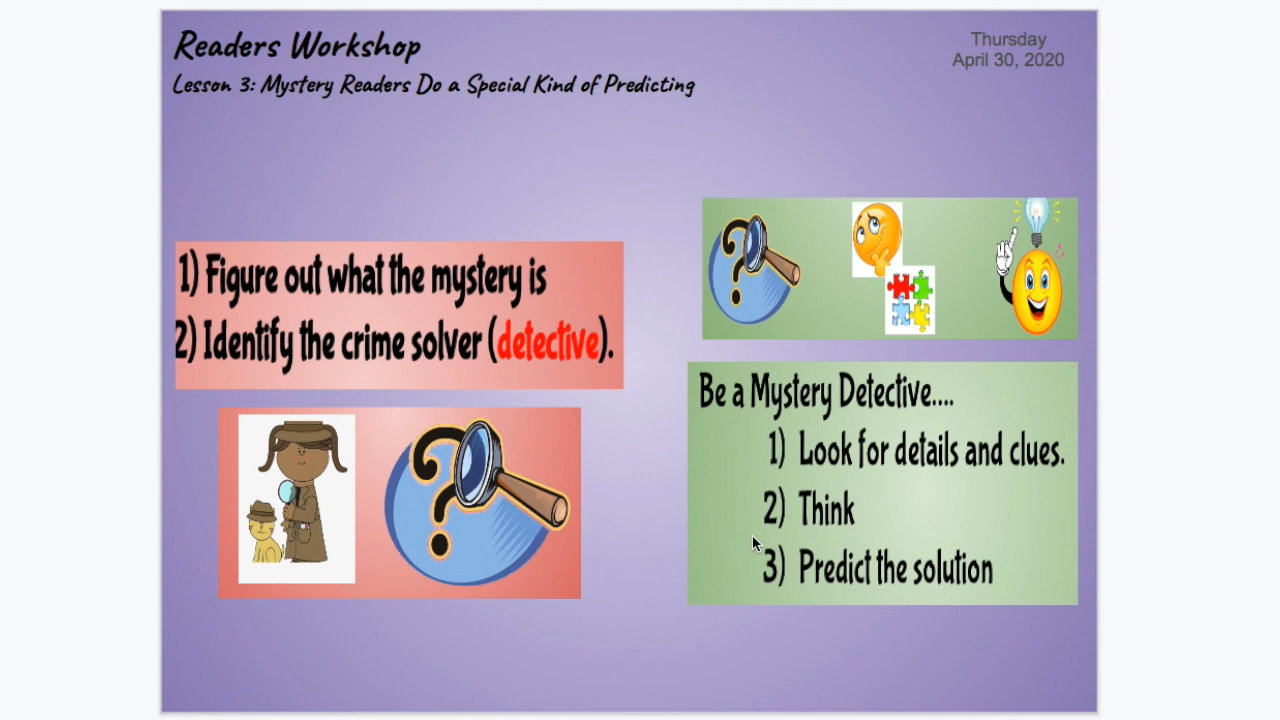 Readers Workshop
Lesson 3: Mystery Readers Do a Special Kind of Predicting
Thursday
April 30, 2020
1) Figure out what the mystery is
2) Identify the crime solver (detective).
Be a Mystery Detective....
1) Look for details and clues.
2) Think
3) Predict the solution